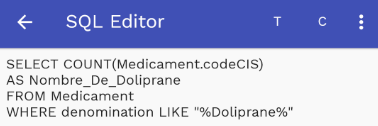 SQL Editor T C
SELECT COUNT(Medicament.codeCIS)
AS Nombre_De_Doliprane
FROM Medicament
WHERE denomination LIKE "%Doliprane%"